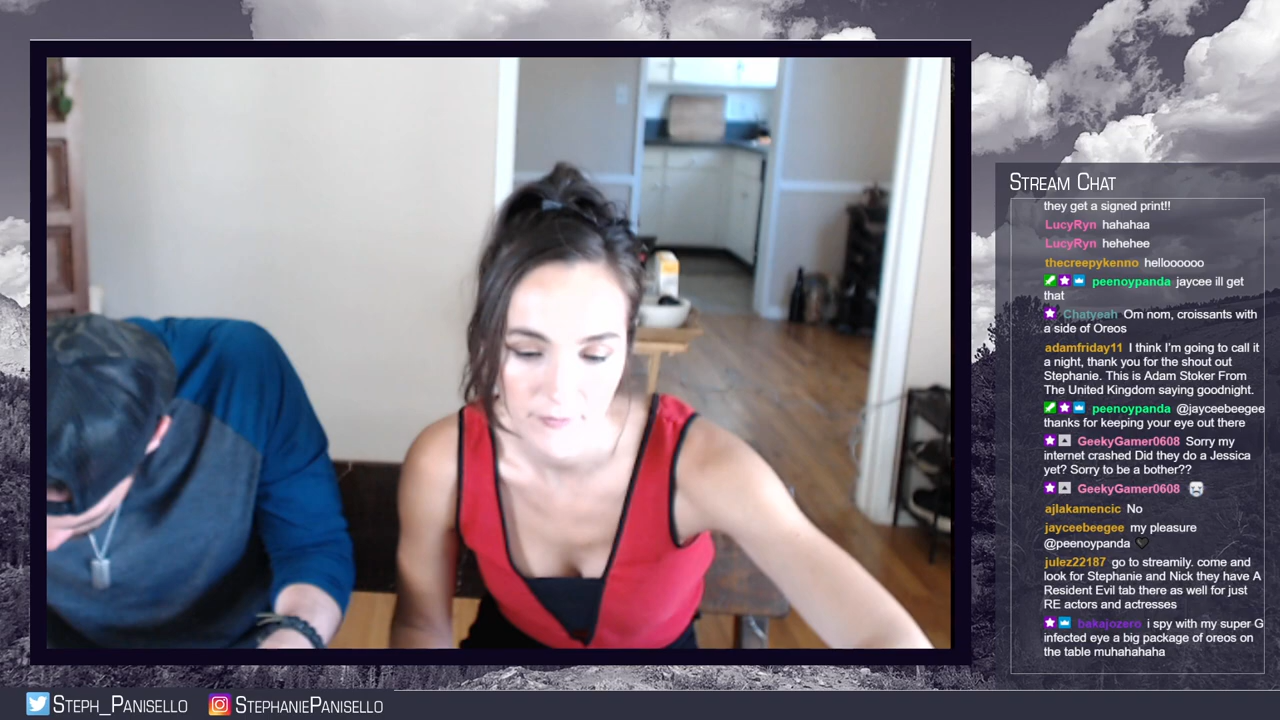 STREAM CHAT
they get a signed print!!
LucyRyn hahahaa
LucyRyn hehehee
thecreepykenno helloooooo
peenoypanda jaycee ill get
that
Chatyeah Om nom, croissants with
a side of Oreos
adamfriday11 I think I'm going to call it
a night, thank you for the shout out
Stephanie. This is Adam Stoker From
The United Kingdom saying goodnight.
peenoypanda @jayceebeegee
thanks for keeping your eye out there
GeekyGamer0608 Sorry my
internet crashed Did they do a Jessica
yet? Sorry to be a bother??
GeekyGamer0608
ajlakamencic No
jayceebeegee my pleasure
@peenoypanda
julez22187 go to streamily. come and
look for Stephanie and Nick they have A
Resident Evil tab there as well for just
RE actors and actresses
bakajozero i spy with my super G
infected eye a big package of oreos on
the table muhahahaha
STEPH_PANISELLO
STEPHANIEPANISELLO